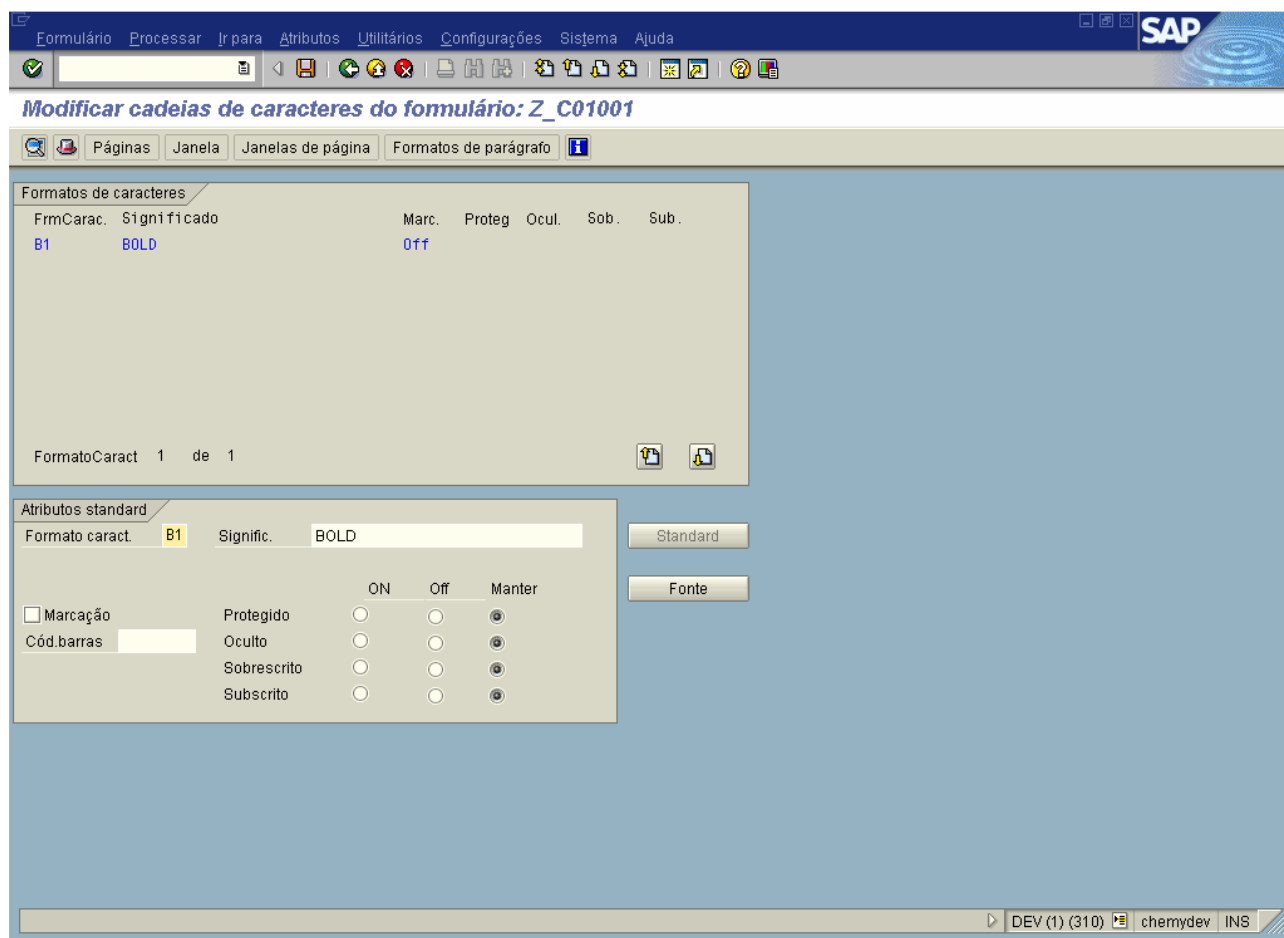 Formulário Processar Ir para Atributos Utilitários Configurações Sistema Ajuda
SAP
Modificar cadeias de caracteres do formulário: Z_C01001
Páginas Janela Janelas de página Formatos de parágrafo
Formatos de caracteres
FrmCarac. Significado Marc. Proteg Ocul. Sob. Sub.
B1 BOLD Off
FormatoCaract 1 de 1
Atributos standard
Formato caract. B1 Signific. BOLD Standard
ON Off Manter Fonte
Marcação Protegido
Cód.barras Oculto
Sobrescrito
Subscrito
DEV (1) (310) chemydev INS